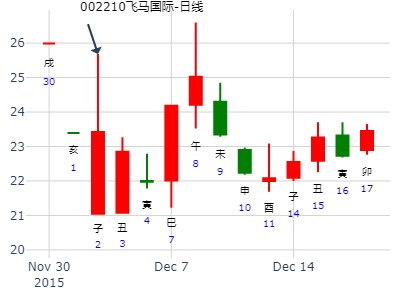 002210飞马国际-日线
26
25
24
23
22
21
20
戌
30
亥
1
子
2
丑
3
寅
4
巳
7
午
8
未
9
申
10
酉
11
子
14
丑
15
寅
16
卯
17
Nov 30
2015
Dec 7
Dec 14